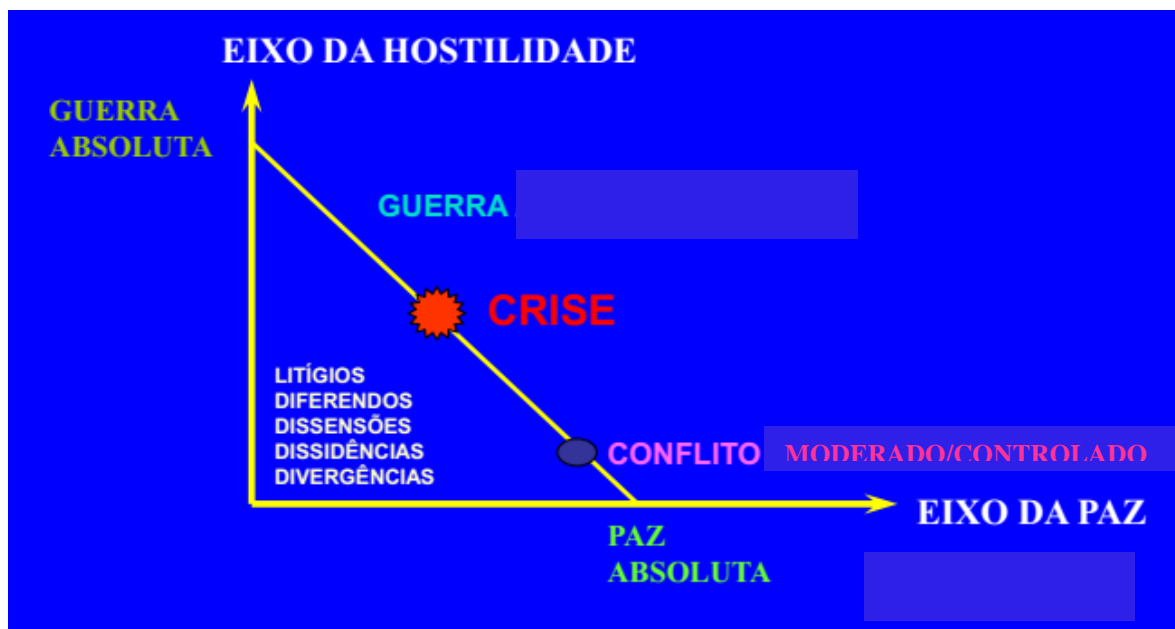 EIXO DA HOSTILIDADE
GUERRA
ABSOLUTA
GUERRA
CRISE
LITÍGIOS
DIFERENDOS
DISSENSÕES
DISSIDÊNCIAS
DIVERGÊNCIAS
CONFLITO MODERADO/CONTROLADO
EIXO DA PAZ
PAZ
ABSOLUTA